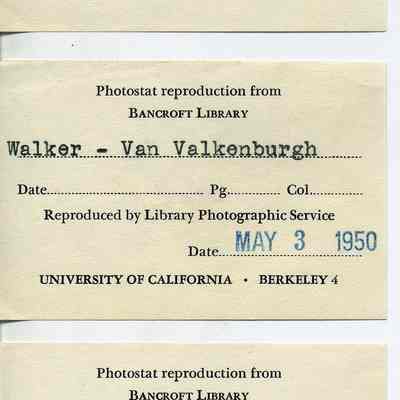 Photostat reproduction from
BANCROFT LIBRARY
Walker - Van Valkenburgh
Date.................................... Pg............. Col.............
Reproduced by Library Photographic Service
Date.... MAY 3 1950
UNIVERSITY OF CALIFORNIA • BERKELEY 4
Photostat reproduction from
BANCROFT LIBRARY